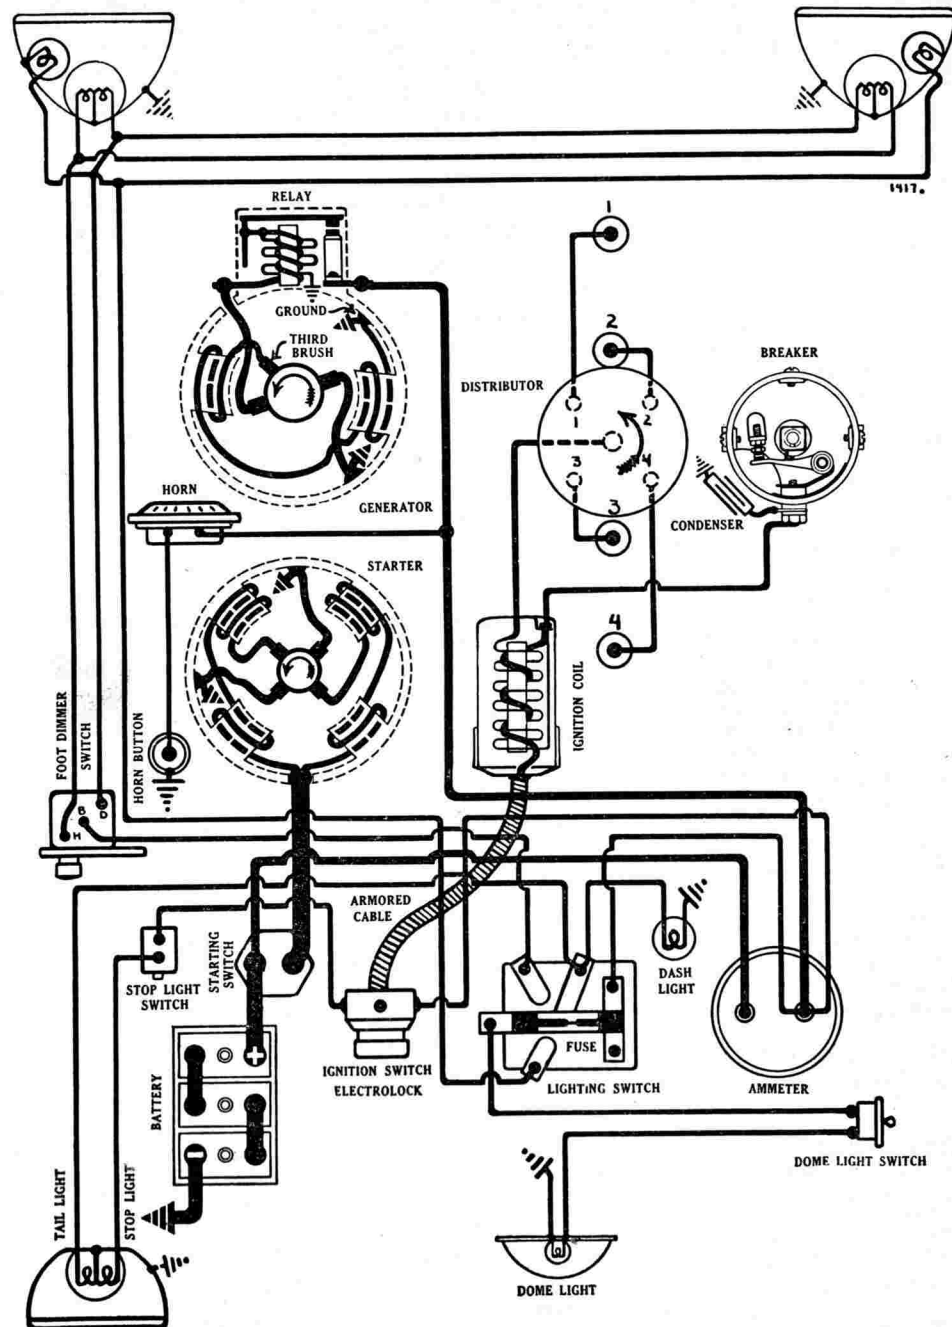 1417.
RELAY
GROUND
THIRD
BRUSH
GENERATOR
1
2
DISTRIBUTOR
1
2
3
4
3
4
BREAKER
CONDENSER
HORN
STARTER
IGNITION COIL
FOOT DIMMER
SWITCH
HORN BUTTON
B
D
H
ARMORED
CABLE
STOP LIGHT
SWITCH
STARTING
SWITCH
DASH
LIGHT
FUSE
IGNITION SWITCH
ELECTROLOCK
LIGHTING SWITCH
AMMETER
BATTERY
+
−
DOME LIGHT SWITCH
TAIL LIGHT
STOP LIGHT
DOME LIGHT